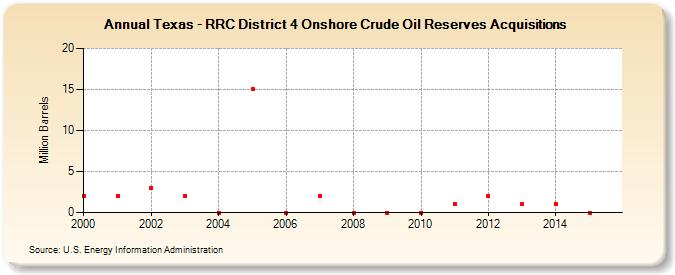 Annual Texas - RRC District 4 Onshore Crude Oil Reserves Acquisitions
Million Barrels
20
15
10
5
0
2000 2002 2004 2006 2008 2010 2012 2014
Source: U.S. Energy Information Administration